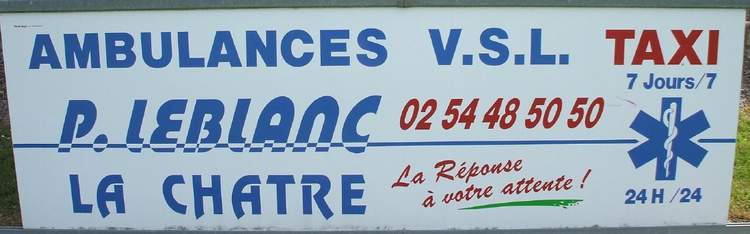 AMBULANCES V.S.L. TAXI
7 Jours/7
P. LEBLANC 02 54 48 50 50
LA CHATRE La Réponse
à votre attente !
24 H / 24